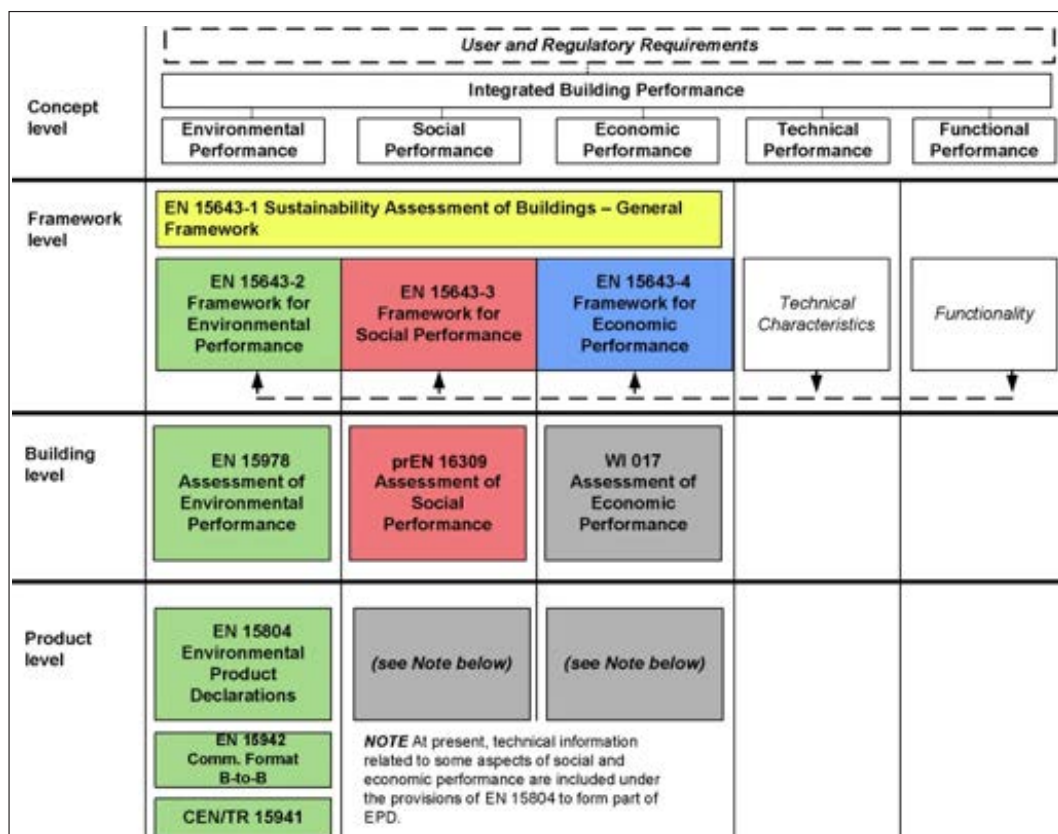 User and Regulatory Requirements
Integrated Building Performance
Concept
level
Environmental
Performance
Social
Performance
Economic
Performance
Technical
Performance
Functional
Performance
Framework
level
EN 15643-1 Sustainability Assessment of Buildings – General
Framework
EN 15643-2
Framework for
Environmental
Performance
EN 15643-3
Framework for
Social Performance
EN 15643-4
Framework for
Economic
Performance
Technical
Characteristics
Functionality
Building
level
EN 15978
Assessment of
Environmental
Performance
prEN 16309
Assessment of
Social
Performance
WI 017
Assessment of
Economic
Performance
Product
level
EN 15804
Environmental
Product
Declarations
(see Note below)
(see Note below)
EN 15942
Comm. Format
B-to-B
CEN/TR 15941
NOTE At present, technical information
related to some aspects of social and
economic performance are included under
the provisions of EN 15804 to form part of
EPD.